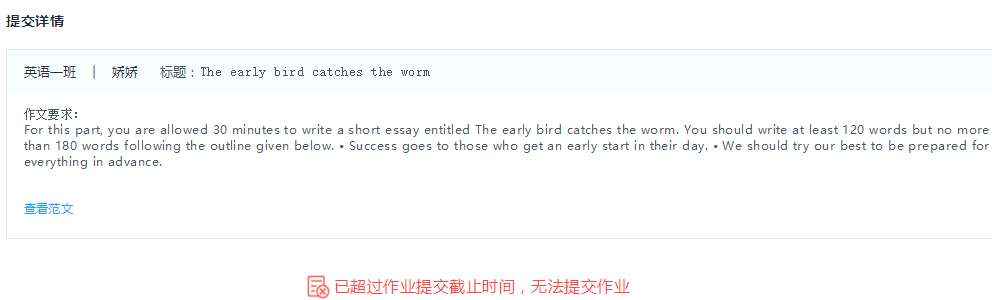 提交详情
英语一班 | 娇娇 标题：The early bird catches the worm
作文要求：
For this part, you are allowed 30 minutes to write a short essay entitled The early bird catches the worm. You should write at least 120 words but no more
than 180 words following the outline given below. • Success goes to those who get an early start in their day. • We should try our best to be prepared for
everything in advance.
查看范文
已超过作业提交截止时间，无法提交作业